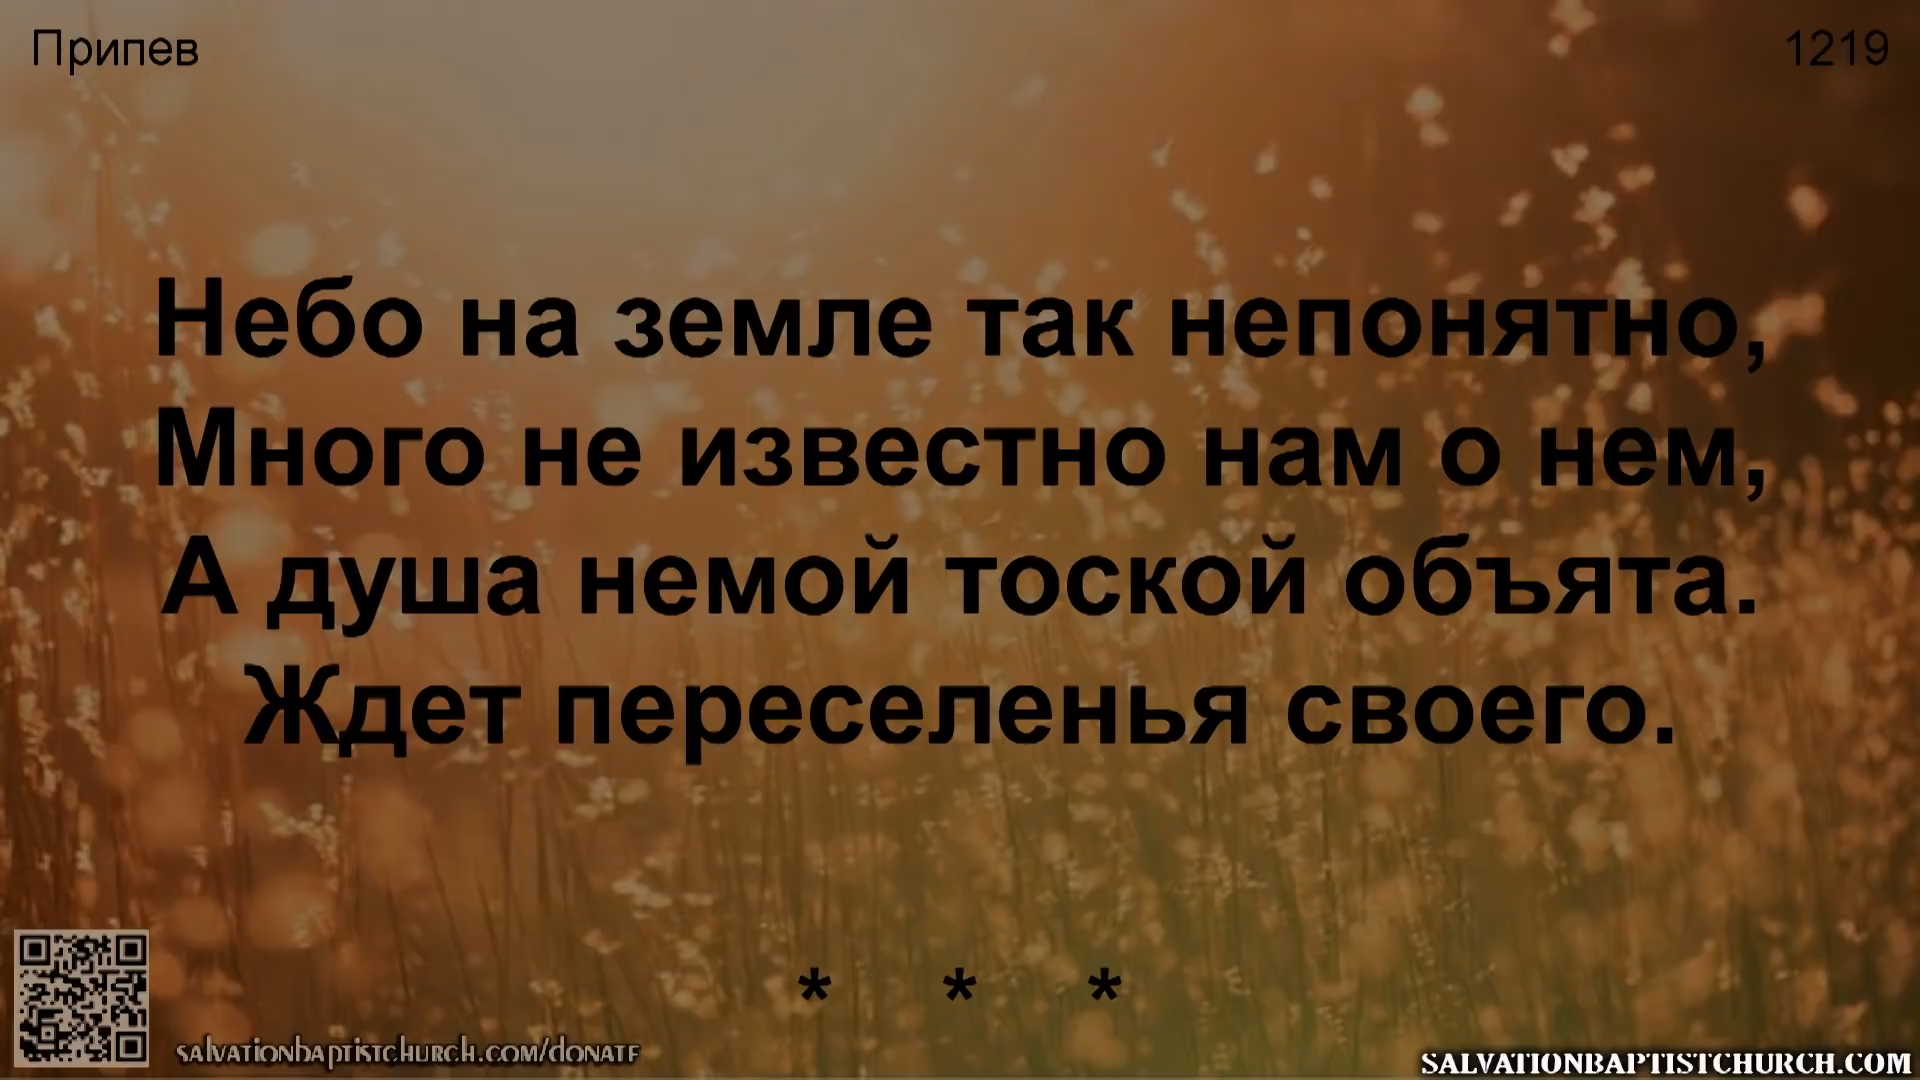 Припев
1219
Небо на земле так непонятно,
Много не известно нам о нем,
А душа немой тоской объята.
Ждет переселенья своего.
* * *
salvationbaptistchurch.com/donate
SALVATIONBAPTISTCHURCH.COM